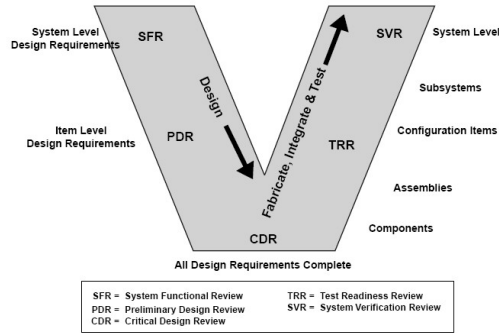 System Level
Design Requirements
SFR
SVR
System Level
Design
Fabricate, Integrate & Test
Subsystems
Item Level
Design Requirements
PDR
TRR
Configuration Items
Assemblies
Components
CDR
All Design Requirements Complete
SFR = System Functional Review
PDR = Preliminary Design Review
CDR = Critical Design Review
TRR = Test Readiness Review
SVR = System Verification Review